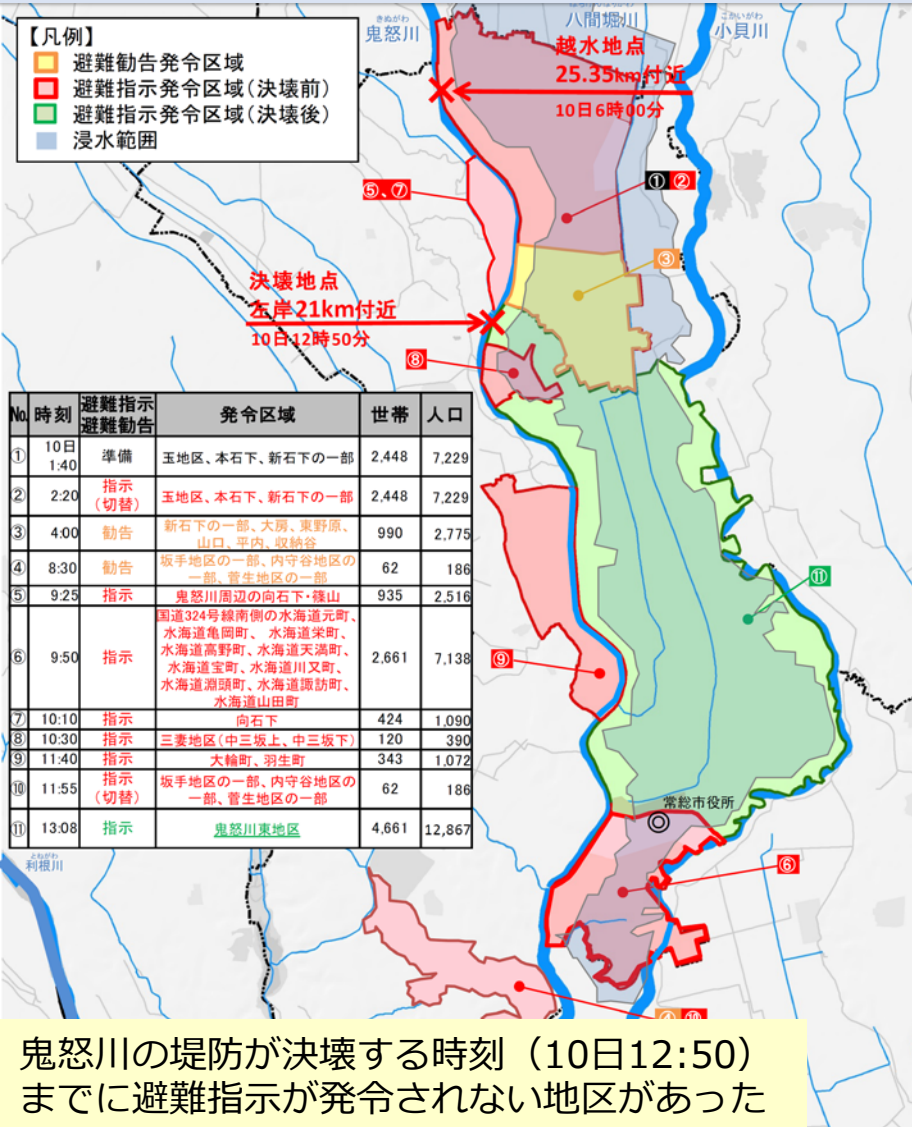 きぬがわ
鬼怒川
八間堀川
こかいがわ
小貝川
【凡例】
避難勧告発令区域
避難指示発令区域(決壊前)
避難指示発令区域(決壊後)
浸水範囲
越水地点
25.35km付近
10日6時00分
① ②
⑤、⑦
③
決壊地点
左岸21km付近
10日12時50分
⑧
No. 時刻 避難指示 避難勧告 発令区域 世帯 人口
① 10日 1:40 準備 玉地区、本石下、新石下の一部 2,448 7,229
② 2:20 指示 (切替) 玉地区、本石下、新石下の一部 2,448 7,229
③ 4:00 勧告 新石下の一部、大房、東野原、 山口、平内、収納谷 990 2,775
④ 8:30 勧告 坂手地区の一部、内守谷地区の 一部、菅生地区の一部 62 186
⑤ 9:25 指示 鬼怒川周辺の向石下・篠山 935 2,516
⑥ 9:50 指示 国道324号線南側の水海道元町、 水海道亀岡町、 水海道栄町、 水海道高野町、水海道天満町、 水海道宝町、水海道川又町、 水海道淵頭町、水海道諏訪町、 水海道山田町 2,661 7,138
⑦ 10:10 指示 向石下 424 1,090
⑧ 10:30 指示 三妻地区(中三坂上、中三坂下) 120 390
⑨ 11:40 指示 大輪町、羽生町 343 1,072
⑩ 11:55 指示 (切替) 坂手地区の一部、内守谷地区の 一部、菅生地区の一部 62 186
⑪ 13:08 指示 鬼怒川東地区 4,661 12,867
⑪
⑨
常総市役所
とねがわ
利根川
⑥
④ ⑩
鬼怒川の堤防が決壊する時刻（10日12:50）
までに避難指示が発令されない地区があった